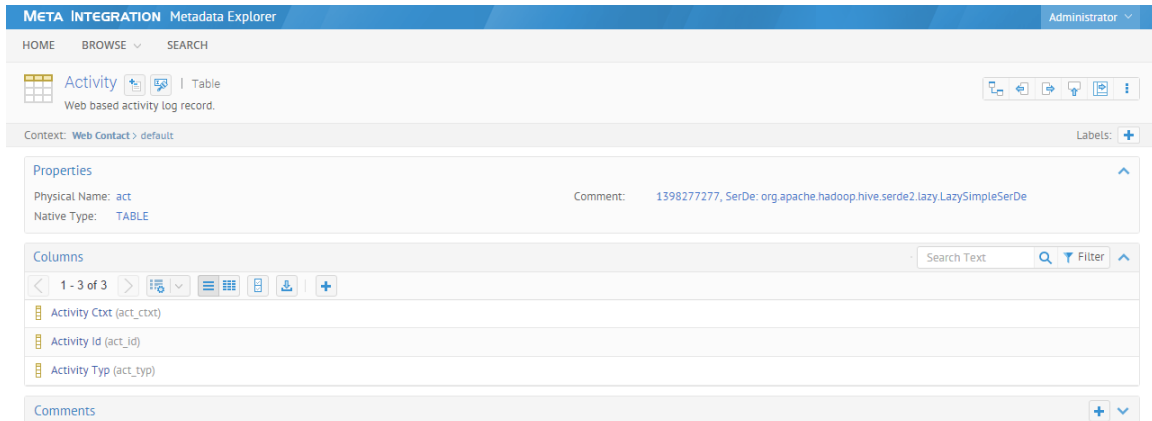 META INTEGRATION Metadata Explorer Administrator
HOME BROWSE SEARCH
Activity | Table
Web based activity log record.
Context: Web Contact > default Labels:
Properties
Physical Name: act Comment: 1398277277, SerDe: org.apache.hadoop.hive.serde2.lazy.LazySimpleSerDe
Native Type: TABLE
Columns Search Text Filter
1 - 3 of 3
Activity Ctxt (act_ctxt)
Activity Id (act_id)
Activity Typ (act_typ)
Comments